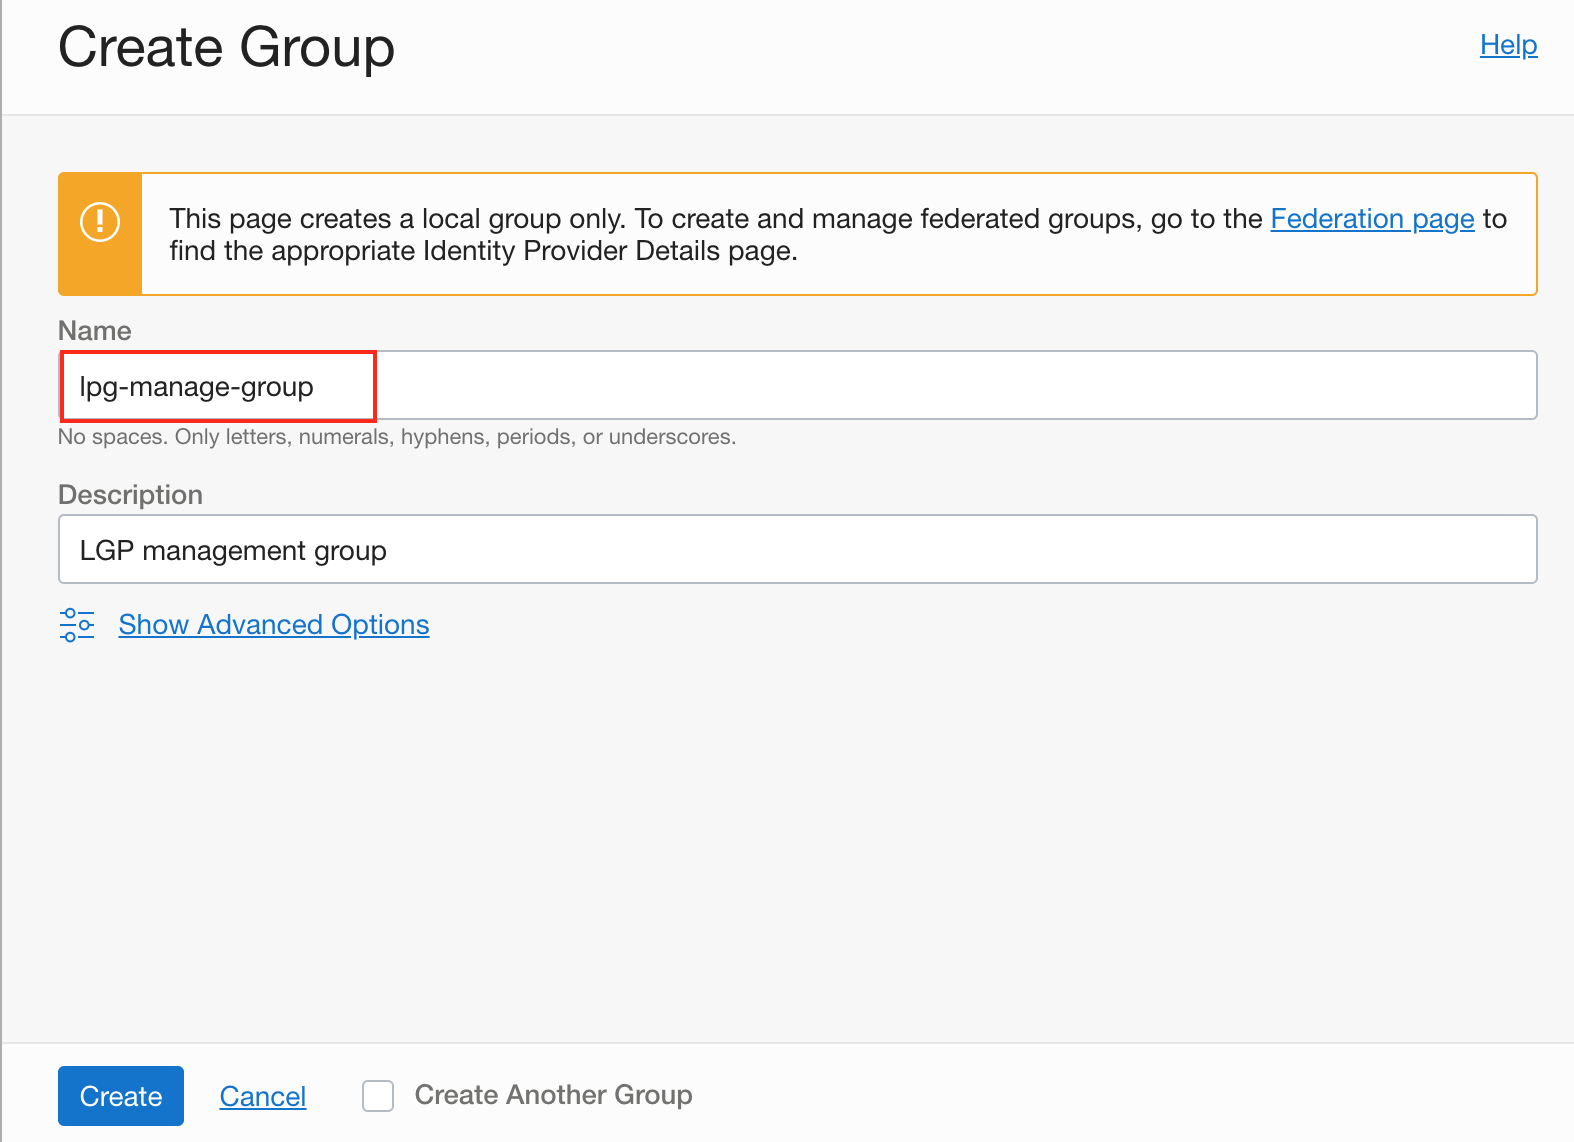 Create Group
Help
This page creates a local group only. To create and manage federated groups, go to the Federation page to
find the appropriate Identity Provider Details page.
Name
lpg-manage-group
No spaces. Only letters, numerals, hyphens, periods, or underscores.
Description
LGP management group
Show Advanced Options
Create
Cancel
Create Another Group